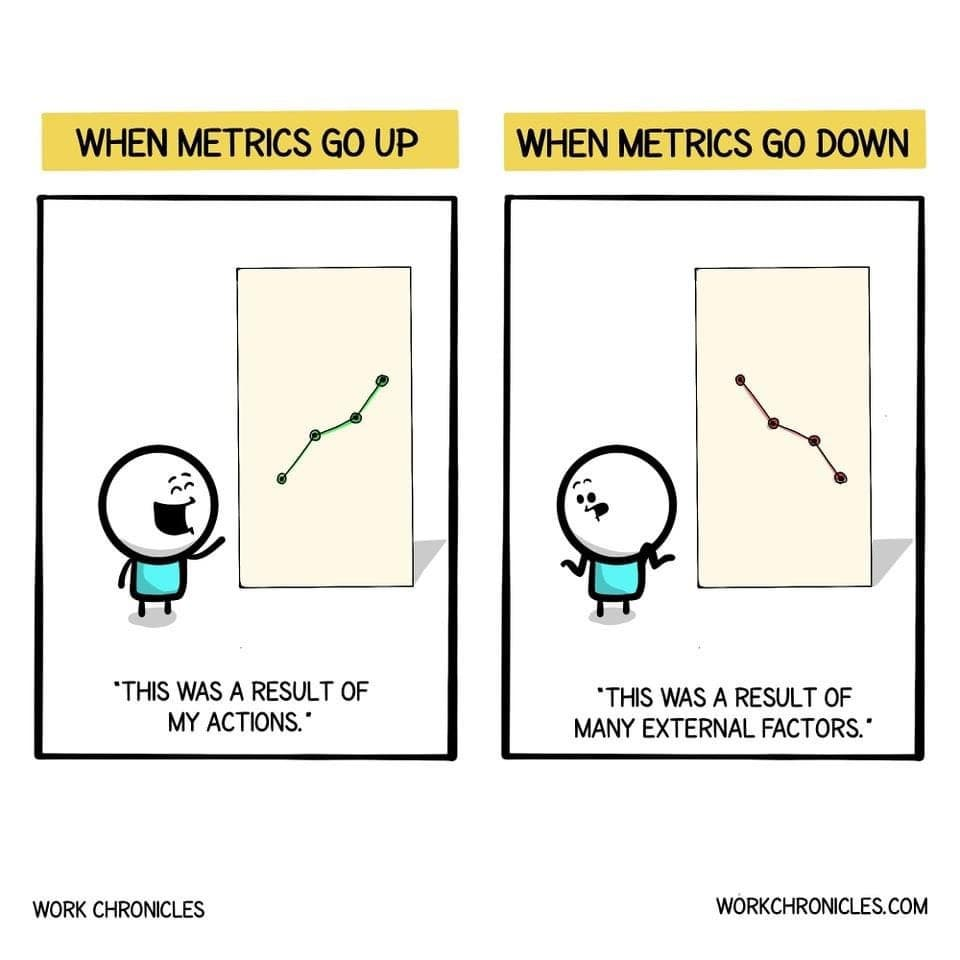 WHEN METRICS GO UP
WHEN METRICS GO DOWN
"THIS WAS A RESULT OF
MY ACTIONS."
"THIS WAS A RESULT OF
MANY EXTERNAL FACTORS."
WORK CHRONICLES
WORKCHRONICLES.COM